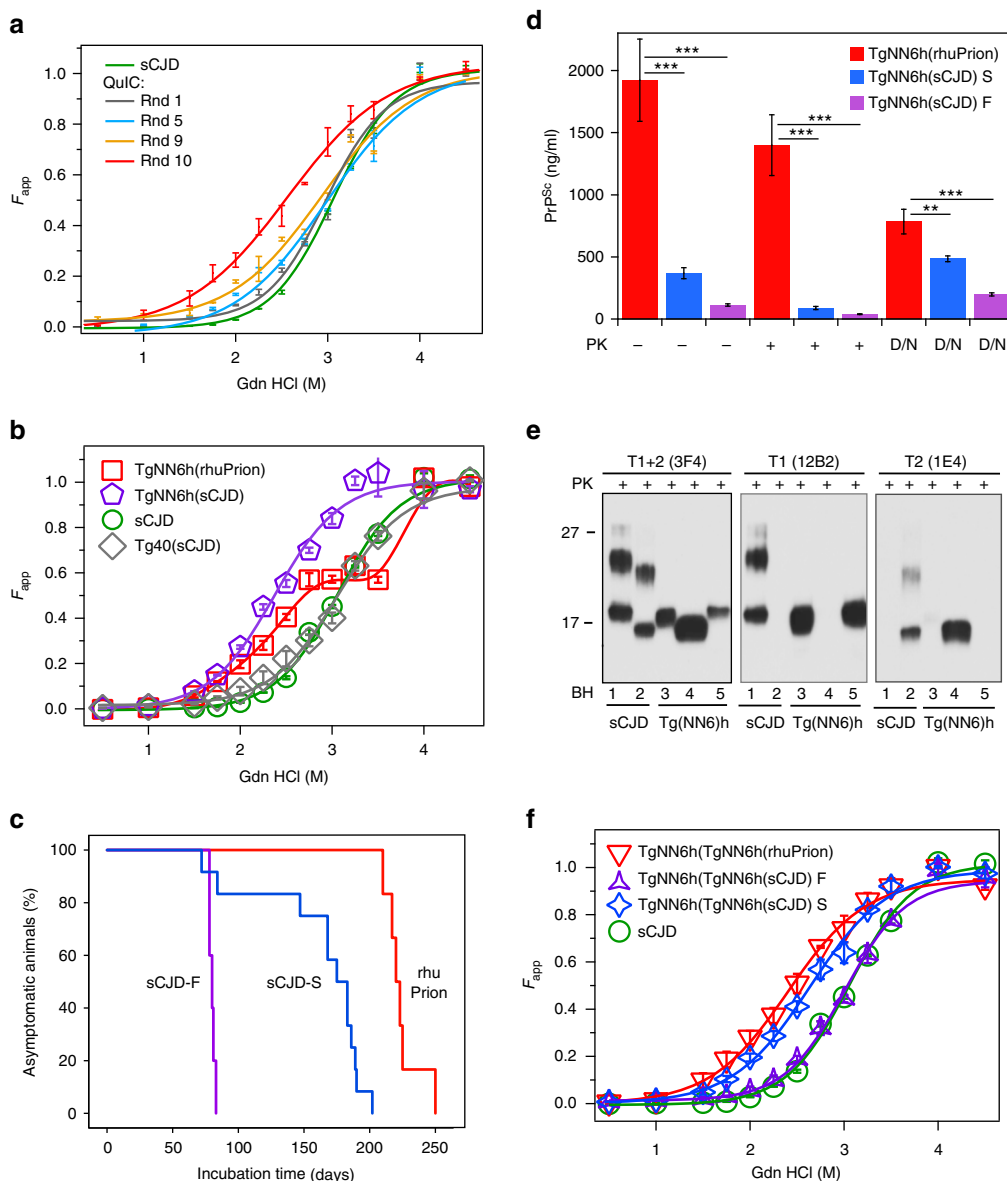 a
sCJD
QuIC:
Rnd 1
Rnd 5
Rnd 9
Rnd 10
1.0
0.8
0.6
0.4
0.2
0.0
Fapp
1 2 3 4
Gdn HCl (M)
b
TgNN6h(rhuPrion)
TgNN6h(sCJD)
sCJD
Tg40(sCJD)
1.0
0.8
0.6
0.4
0.2
0.0
Fapp
1 2 3 4
Gdn HCl (M)
c
100
80
60
40
20
0
Asymptomatic animals (%)
sCJD-F
sCJD-S
rhu
Prion
0 50 100 150 200 250
Incubation time (days)
d
TgNN6h(rhuPrion)
TgNN6h(sCJD) S
TgNN6h(sCJD) F
2000
1500
1000
500
0
PrPSc (ng/ml)
***
***
***
***
***
**
PK – – – + + + D/N D/N D/N
e
T1+2 (3F4) T1 (12B2) T2 (1E4)
PK + + + + + + + + + + + + + + +
27
17
BH 1 2 3 4 5 1 2 3 4 5 1 2 3 4 5
sCJD Tg(NN6)h sCJD Tg(NN6)h sCJD Tg(NN6)h
f
TgNN6h(TgNN6h(rhuPrion)
TgNN6h(TgNN6h(sCJD) F
TgNN6h(TgNN6h(sCJD) S
sCJD
1.0
0.8
0.6
0.4
0.2
0.0
Fapp
1 2 3 4
Gdn HCl (M)